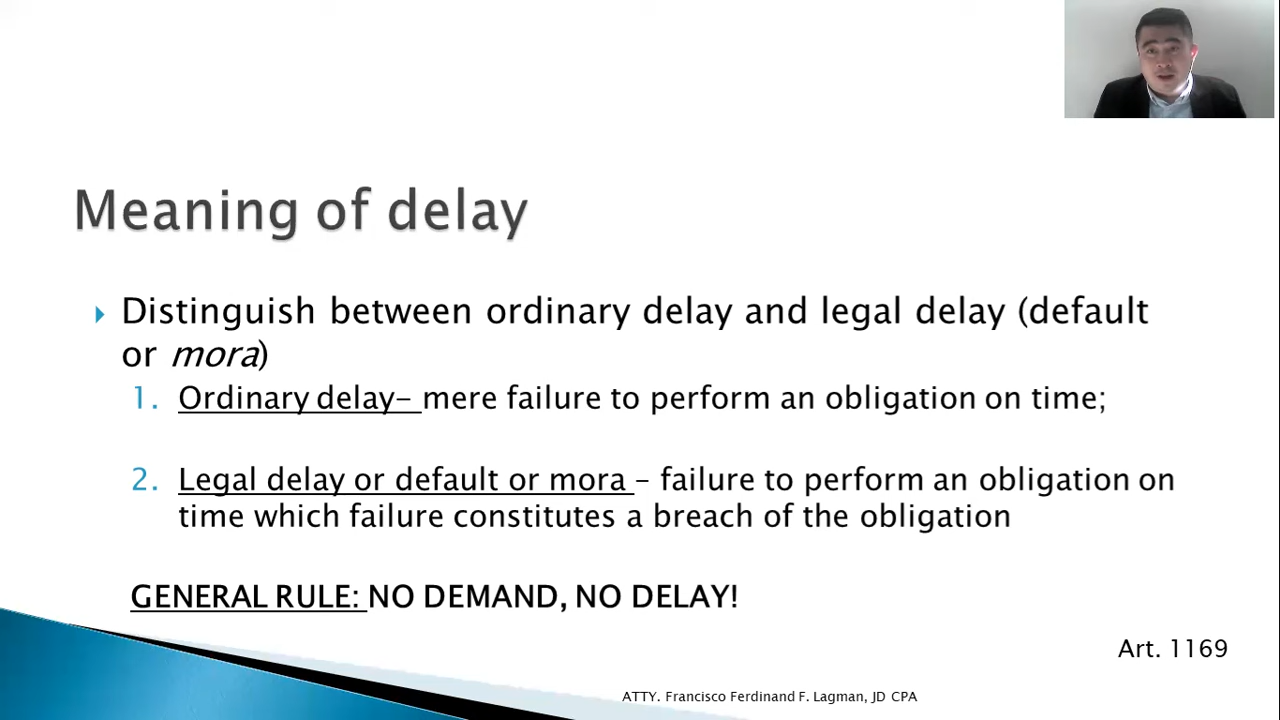 Meaning of delay
Distinguish between ordinary delay and legal delay (default
or mora)
1. Ordinary delay– mere failure to perform an obligation on time;
2. Legal delay or default or mora – failure to perform an obligation on
time which failure constitutes a breach of the obligation
GENERAL RULE: NO DEMAND, NO DELAY!
Art. 1169
ATTY. Francisco Ferdinand F. Lagman, JD CPA